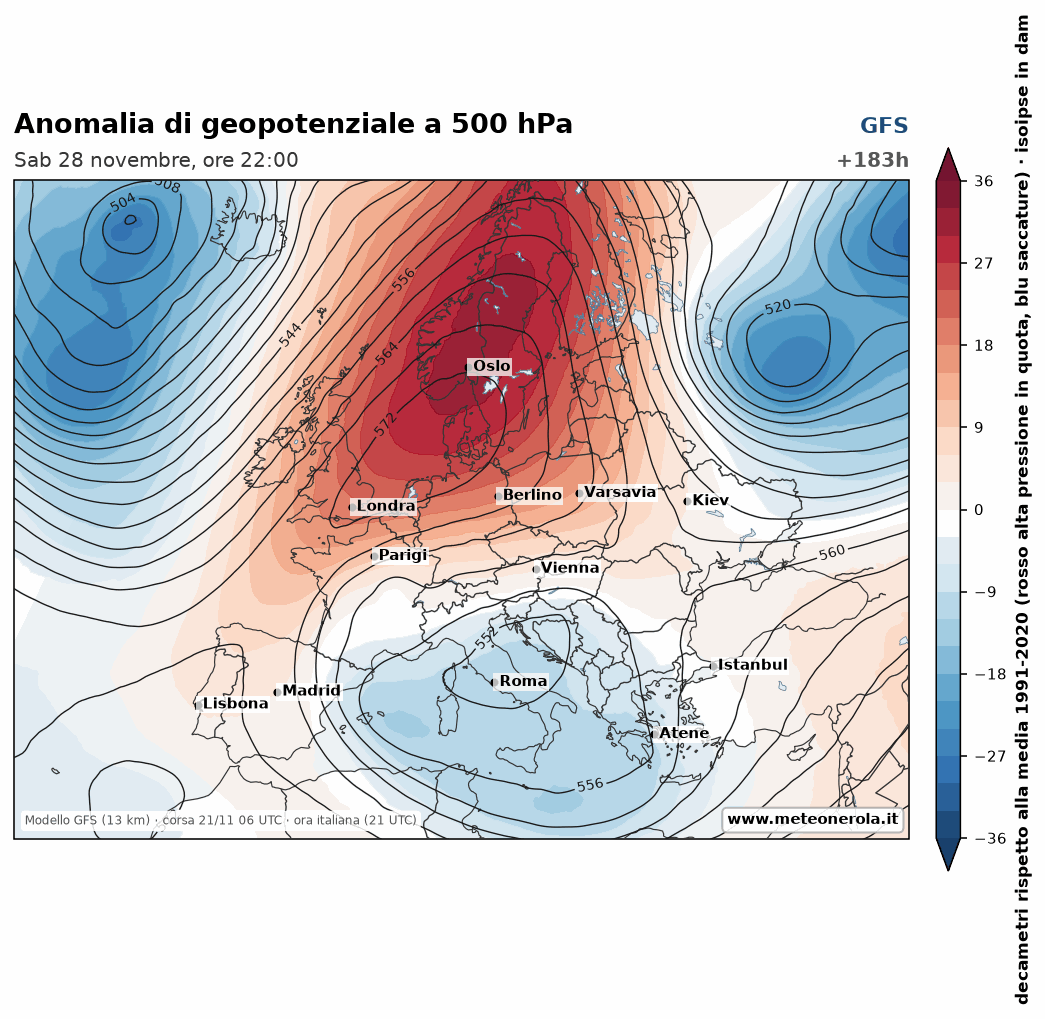 Anomalia di geopotenziale a 500 hPa
GFS
Sab 28 novembre, ore 22:00
+183h
508
504
556
544
564
572
520
560
552
556
Oslo
Londra
Berlino
Varsavia
Kiev
Parigi
Vienna
Istanbul
Roma
Madrid
Lisbona
Atene
Modello GFS (13 km) · corsa 21/11 06 UTC · ora italiana (21 UTC)
www.meteonerola.it
36
27
18
9
0
−9
−18
−27
−36
decametri rispetto alla media 1991-2020 (rosso alta pressione in quota, blu saccature) · isoipse in dam